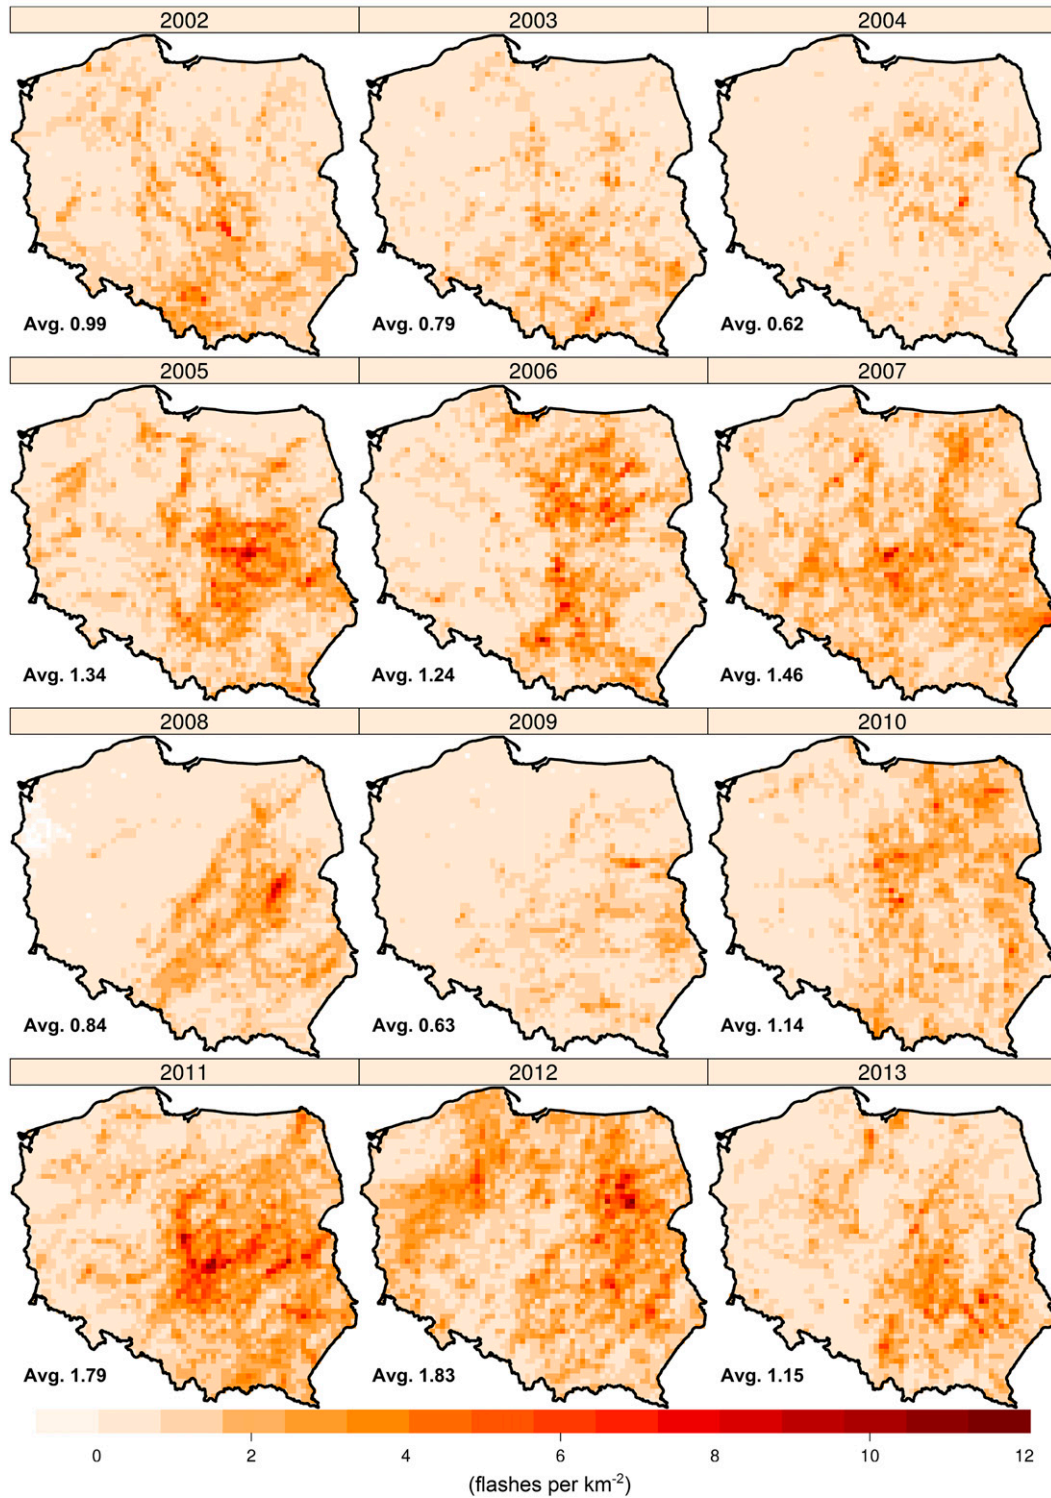 2002 2003 2004
Avg. 0.99 Avg. 0.79 Avg. 0.62
2005 2006 2007
Avg. 1.34 Avg. 1.24 Avg. 1.46
2008 2009 2010
Avg. 0.84 Avg. 0.63 Avg. 1.14
2011 2012 2013
Avg. 1.79 Avg. 1.83 Avg. 1.15
0 2 4 6 8 10 12
(flashes per km⁻²)